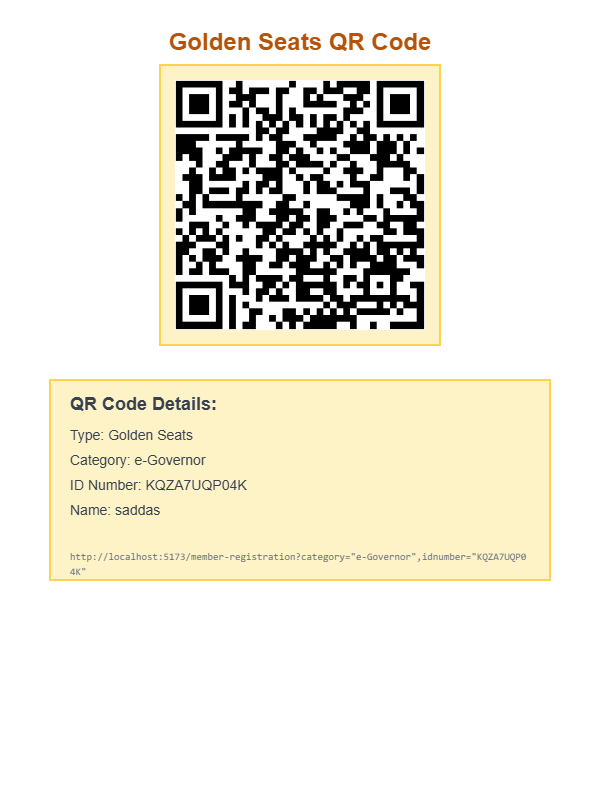 Golden Seats QR Code
QR Code Details:
Type: Golden Seats
Category: e-Governor
ID Number: KQZA7UQP04K
Name: saddas
http://localhost:5173/member-registration?category="e-Governor",idnumber="KQZA7UQP0
4K"